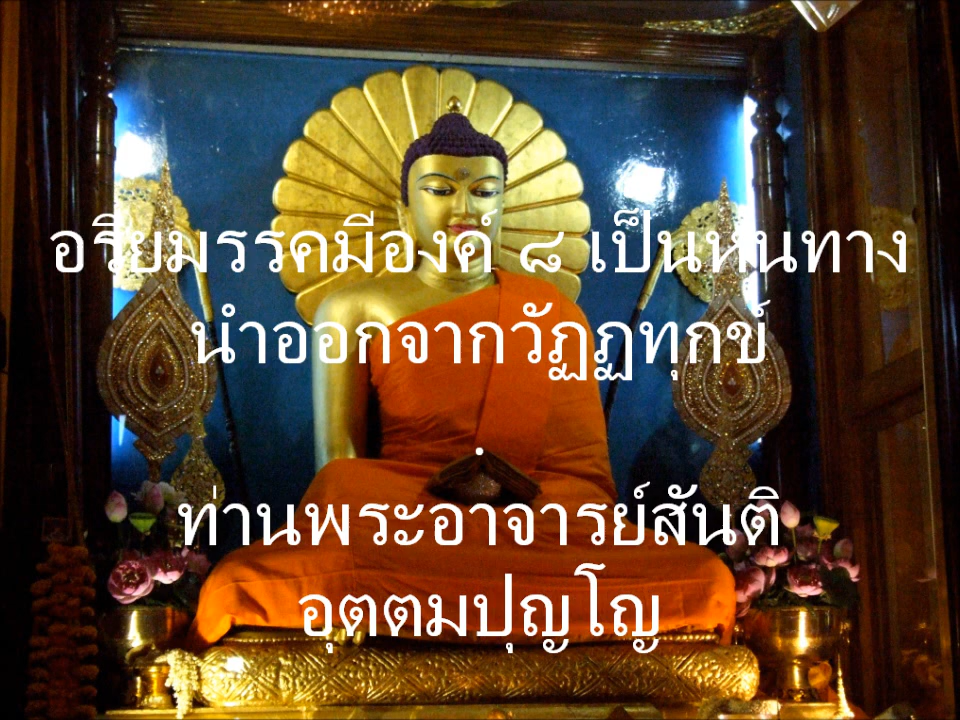 อริยมรรคมีองค์ ๘ เป็นหนทาง
นำออกจากวัฏฏทุกข์
.
ท่านพระอาจารย์สันติ
อุตตมปุญโญ